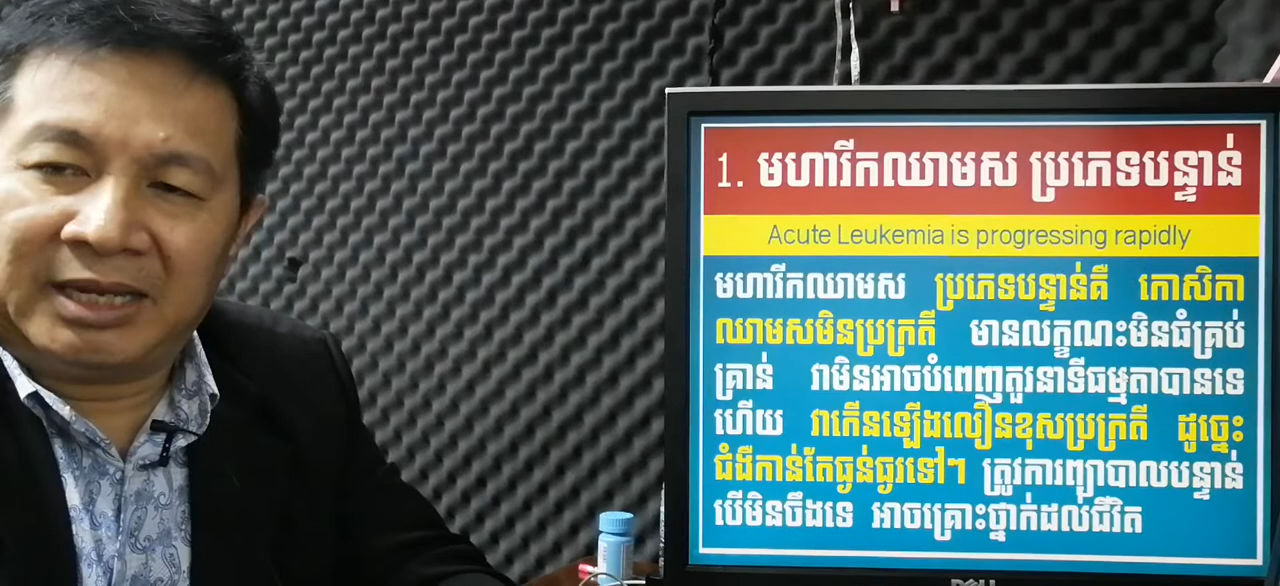 1. មហារីកឈាមស ប្រភេទបន្ទាន់
Acute Leukemia is progressing rapidly
មហារីកឈាមស ប្រភេទបន្ទាន់គឺ កោសិកា
ឈាមសមិនប្រក្រតី មានលក្ខណះមិនធំគ្រប់
គ្រាន់ វាមិនអាចបំពេញតួរនាទីធម្មតាបានទេ
ហើយ វាកើនឡើងលឿនខុសប្រក្រតី ដូច្នេះ
ជំងឺកាន់តែធ្ងន់ធ្ងរទៅៗ ត្រូវការព្យាបាលបន្ទាន់
បើមិនចឹងទេ អាចគ្រោះថ្នាក់ដល់ជីវិត